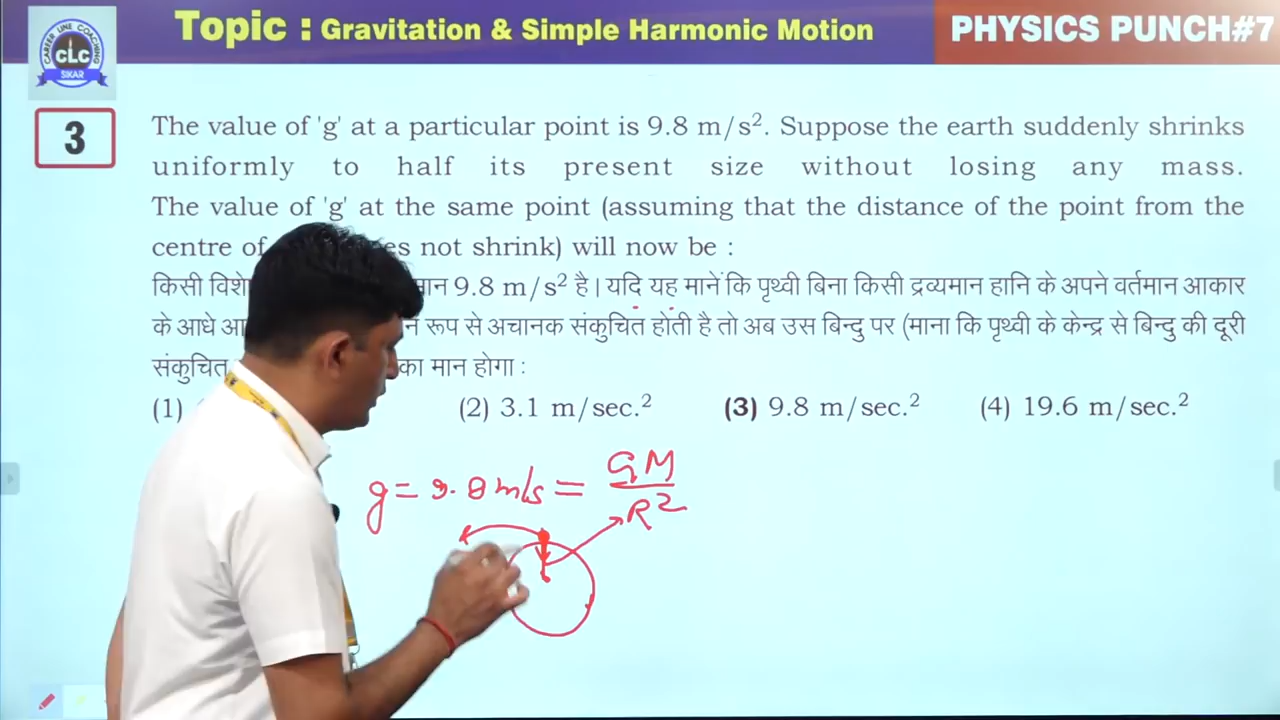 Topic : Gravitation & Simple Harmonic Motion
PHYSICS PUNCH#7
CAREER LINE COACHING
CLC
SIKAR
3
The value of 'g' at a particular point is 9.8 m/s². Suppose the earth suddenly shrinks
uniformly to half its present size without losing any mass.
The value of 'g' at the same point (assuming that the distance of the point from the
centre of not shrink) will now be :
किसी 9.8 m/s² है। यदि यह माने कि पृथ्वी बिना किसी द्रव्यमान हानि के अपने वर्तमान आकार
के आधे रूप से अचानक संकुचित होती है तो अब उस बिन्दु पर (माना कि पृथ्वी के केन्द्र से बिन्दु की दूरी
संकुचित का मान होगा :
(1) (2) 3.1 m/sec.² (3) 9.8 m/sec.² (4) 19.6 m/sec.²
g = 9.8 m/s = GM
R²